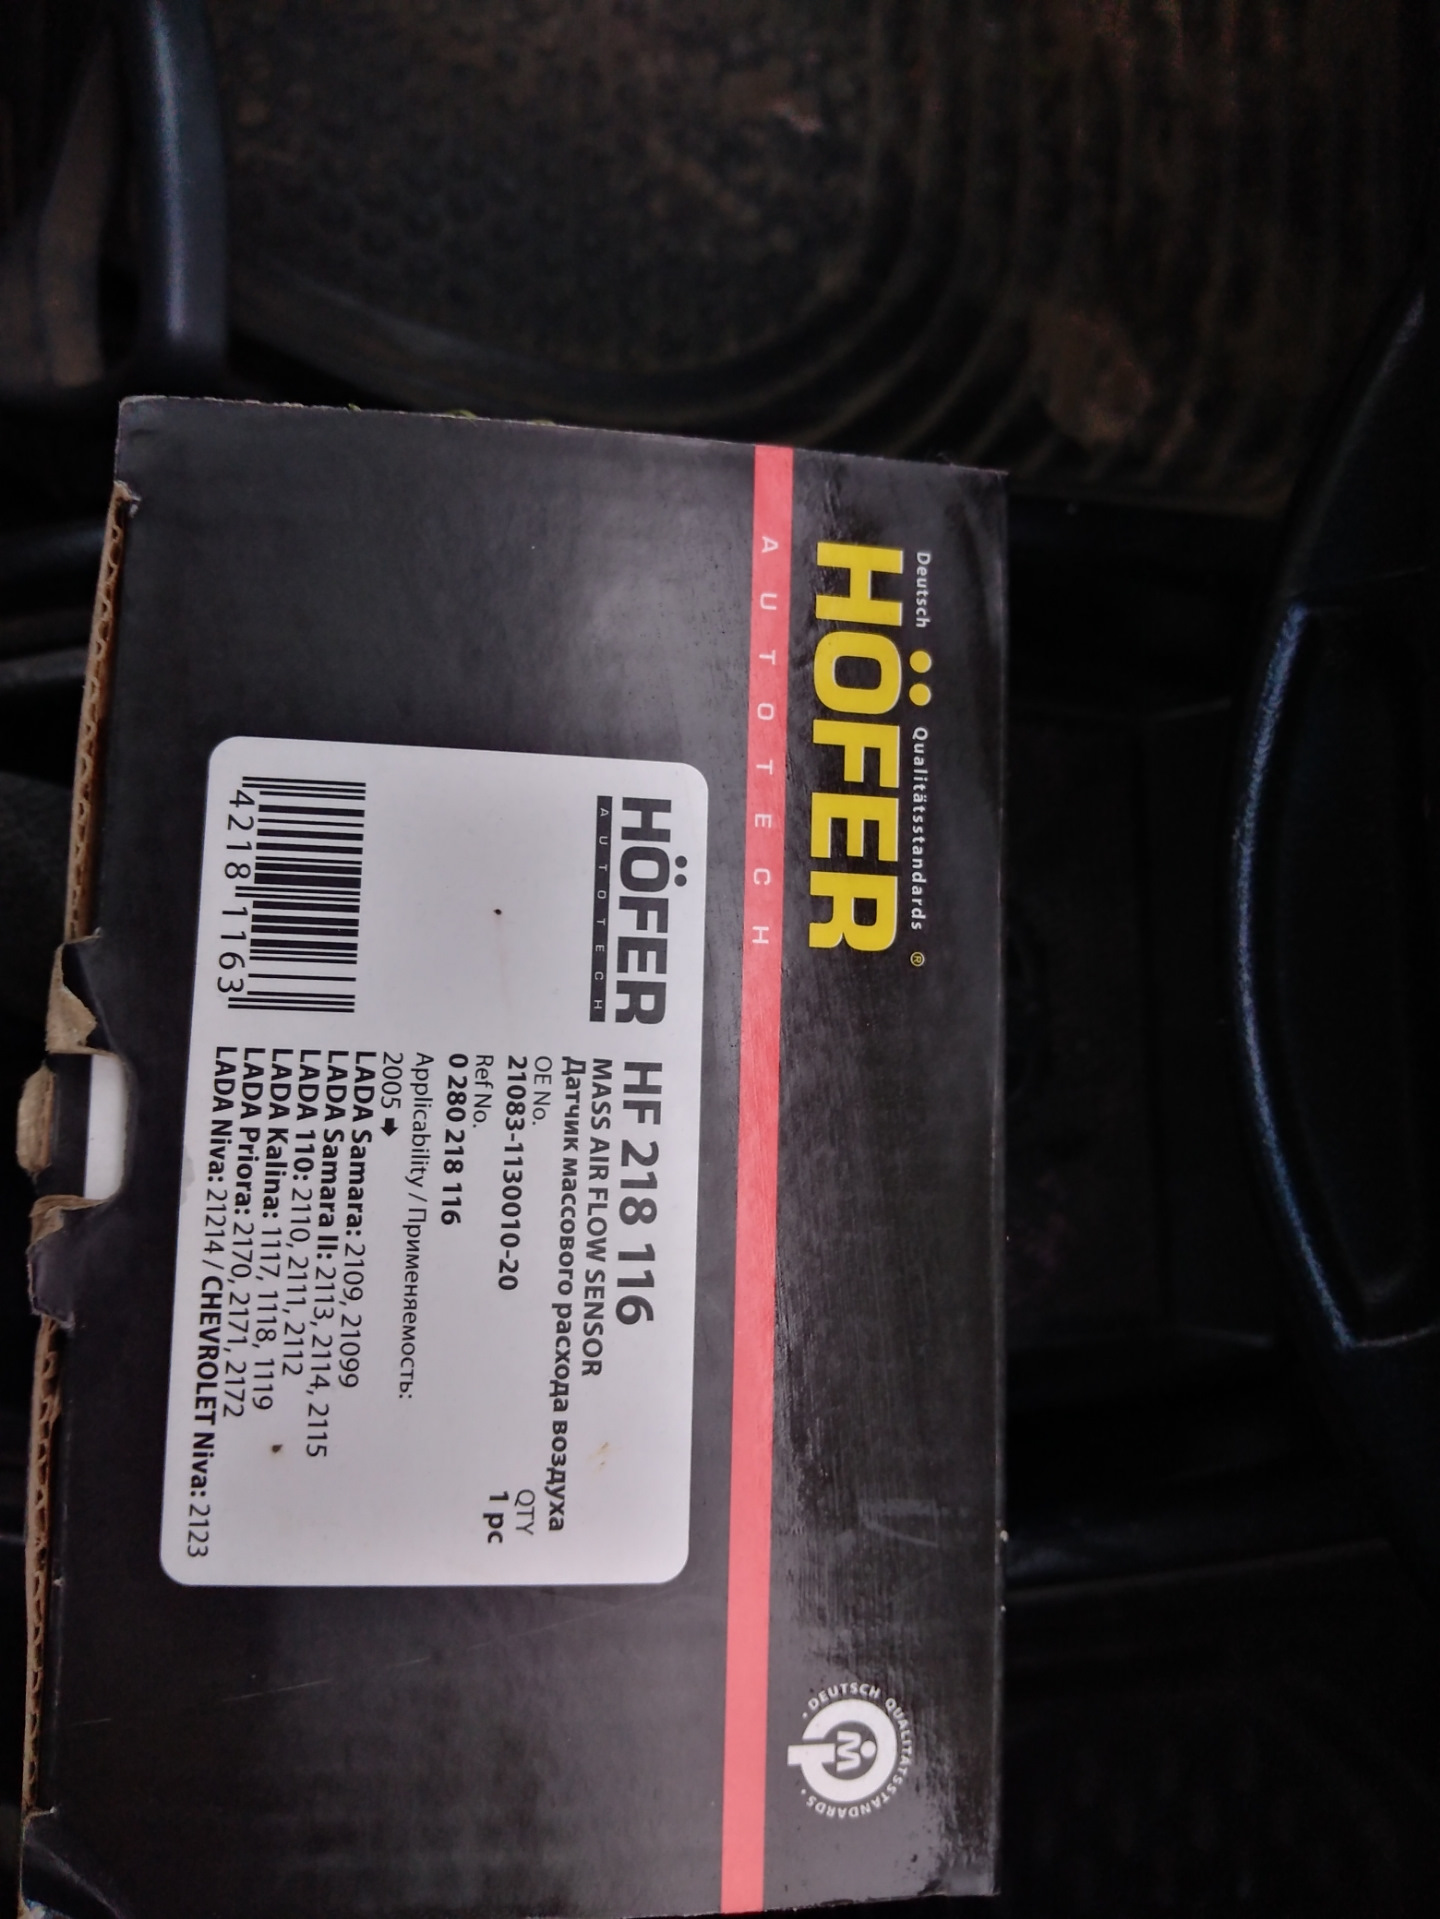 Deutsch Qualitätsstandards ®
HÖFER
AUTOTECH
HÖFER
AUTOTECH
42181163
HF 218 116
MASS AIR FLOW SENSOR
Датчик массового расхода воздуха
OE No.
21083-1130010-20
QTY
1 pc
Ref No.
0 280 218 116
Applicability / Применяемость:
2005 ➡
LADA Samara: 2109, 21099
LADA Samara II: 2113, 2114, 2115
LADA 110: 2110, 2111, 2112
LADA Kalina: 1117, 1118, 1119
LADA Priora: 2170, 2171, 2172
LADA Niva: 21214 / CHEVROLET Niva: 2123
• DEUTSCH QUALITÄTSSTANDARDS •
M